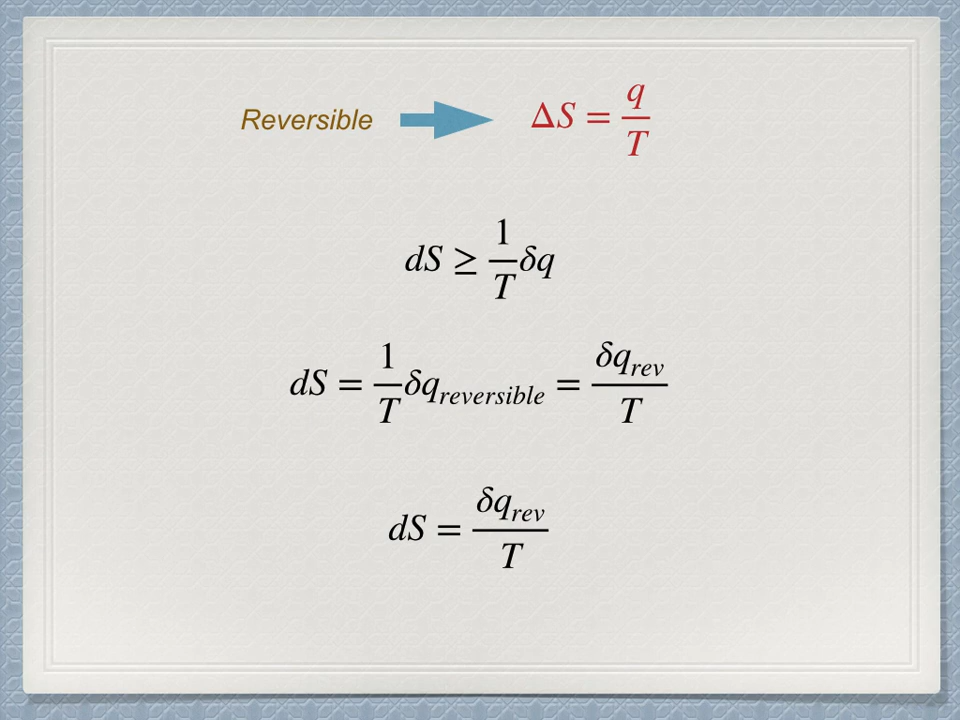 Reversible ΔS = q/T
dS ≥ 1/T δq
dS = 1/T δq_reversible = δq_rev/T
dS = δq_rev/T